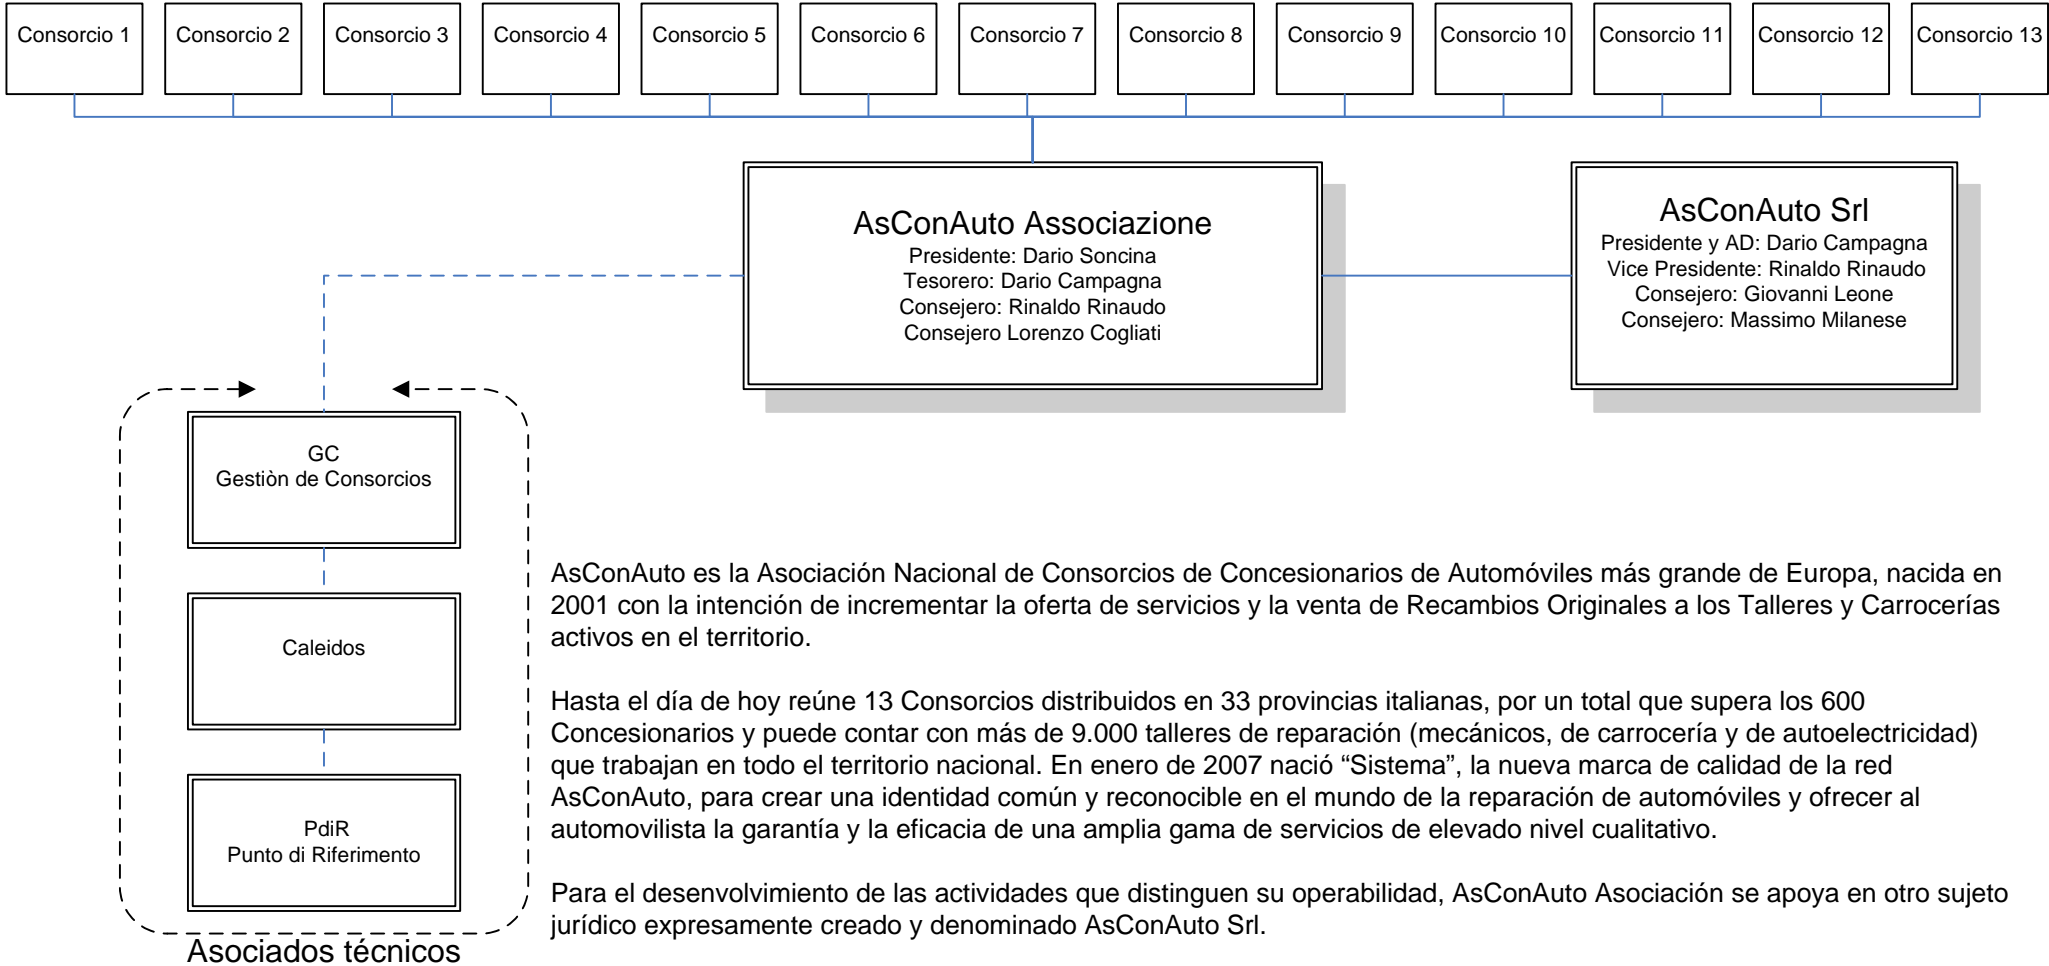 Consorcio 1
Consorcio 2
Consorcio 3
Consorcio 4
Consorcio 5
Consorcio 6
Consorcio 7
Consorcio 8
Consorcio 9
Consorcio 10
Consorcio 11
Consorcio 12
Consorcio 13
AsConAuto Associazione
Presidente: Dario Soncina
Tesorero: Dario Campagna
Consejero: Rinaldo Rinaudo
Consejero Lorenzo Cogliati
AsConAuto Srl
Presidente y AD: Dario Campagna
Vice Presidente: Rinaldo Rinaudo
Consejero: Giovanni Leone
Consejero: Massimo Milanese
GC
Gestiòn de Consorcios
Caleidos
PdiR
Punto di Riferimento
Asociados técnicos
AsConAuto es la Asociación Nacional de Consorcios de Concesionarios de Automóviles más grande de Europa, nacida en
2001 con la intención de incrementar la oferta de servicios y la venta de Recambios Originales a los Talleres y Carrocerías
activos en el territorio.
Hasta el día de hoy reúne 13 Consorcios distribuidos en 33 provincias italianas, por un total que supera los 600
Concesionarios y puede contar con más de 9.000 talleres de reparación (mecánicos, de carrocería y de autoelectricidad)
que trabajan en todo el territorio nacional. En enero de 2007 nació “Sistema”, la nueva marca de calidad de la red
AsConAuto, para crear una identidad común y reconocible en el mundo de la reparación de automóviles y ofrecer al
automovilista la garantía y la eficacia de una amplia gama de servicios de elevado nivel cualitativo.
Para el desenvolvimiento de las actividades que distinguen su operabilidad, AsConAuto Asociación se apoya en otro sujeto
jurídico expresamente creado y denominado AsConAuto Srl.